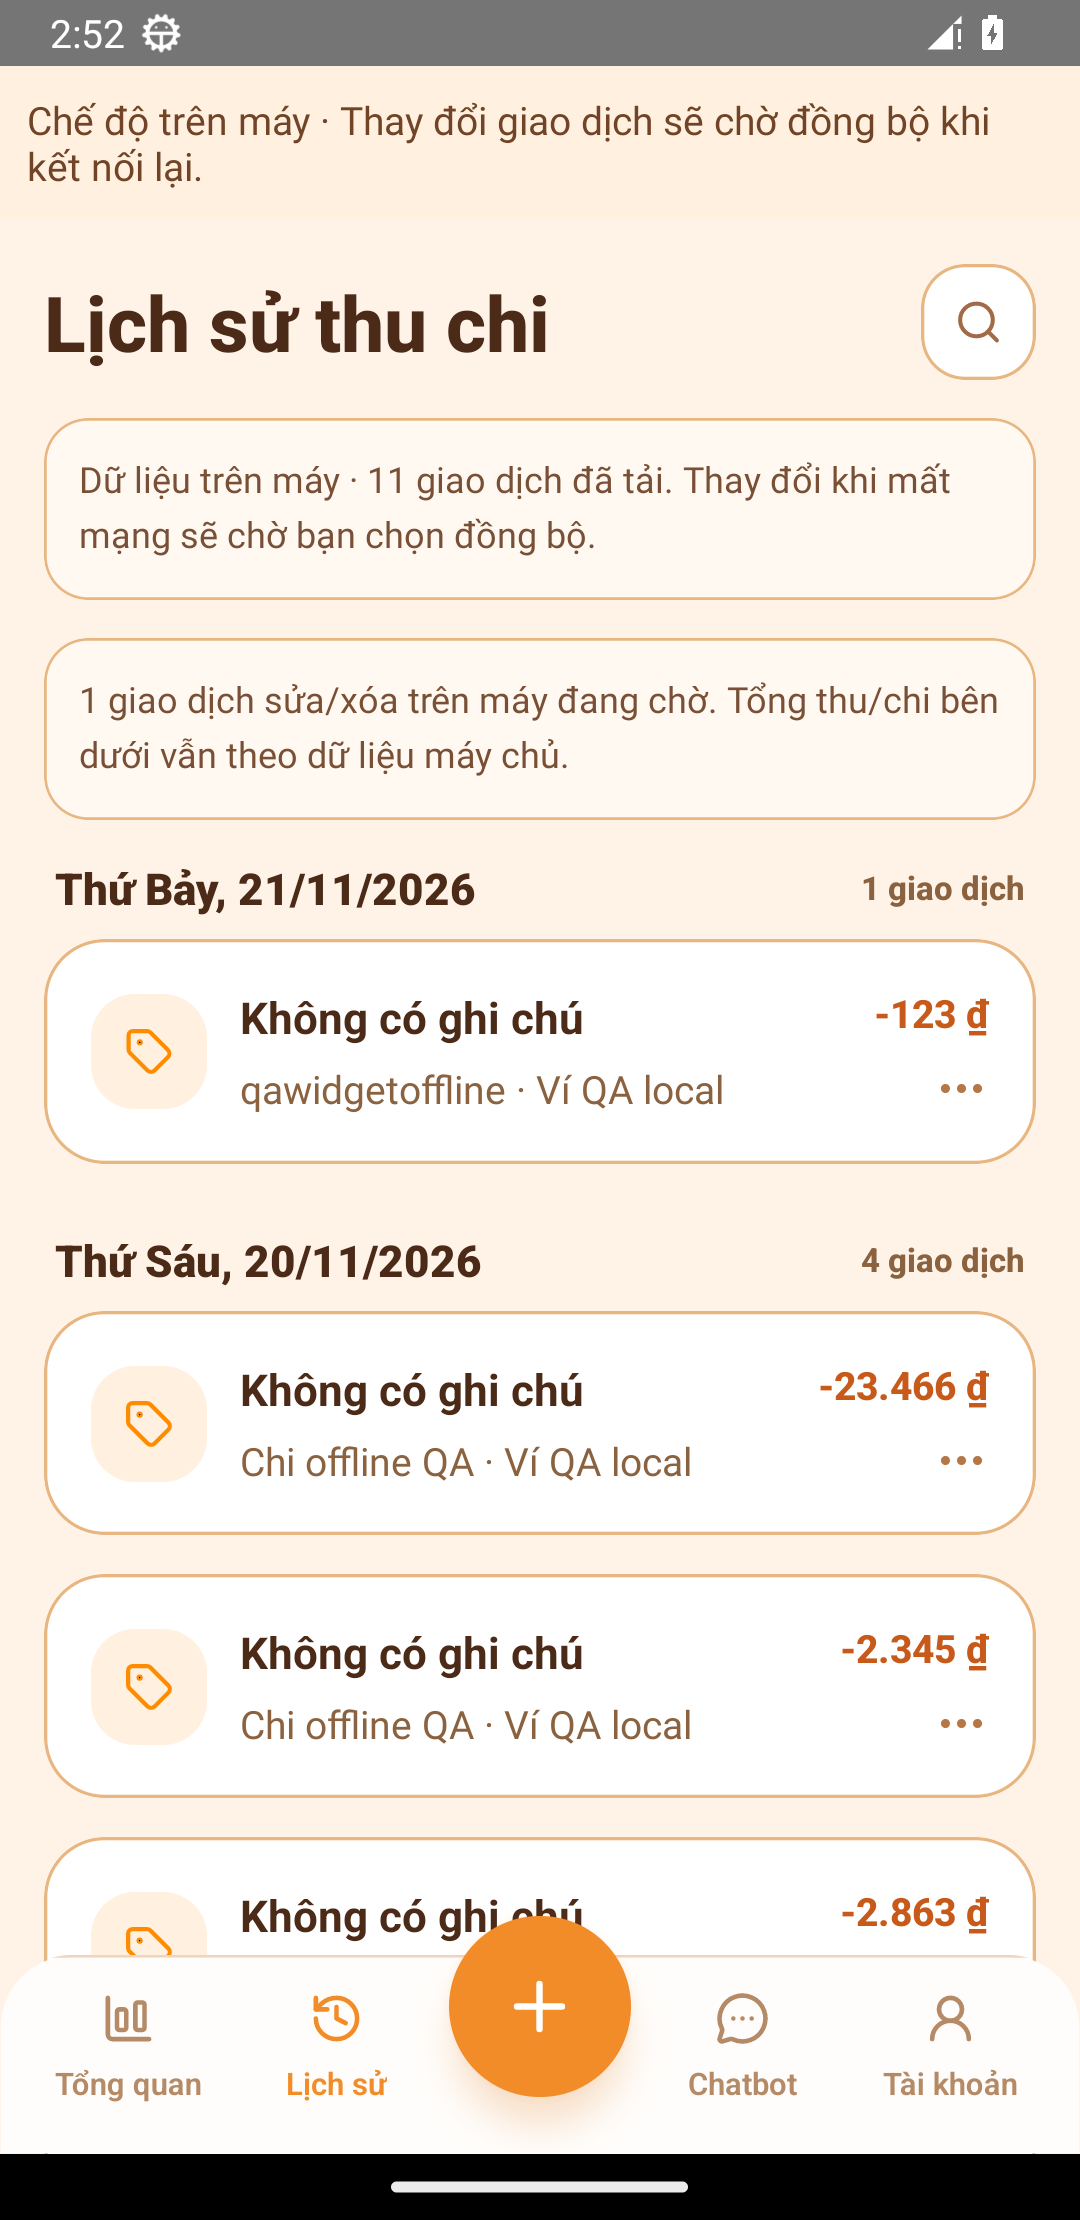 2:52
Chế độ trên máy · Thay đổi giao dịch sẽ chờ đồng bộ khi
kết nối lại.
Lịch sử thu chi
Dữ liệu trên máy · 11 giao dịch đã tải. Thay đổi khi mất
mạng sẽ chờ bạn chọn đồng bộ.
1 giao dịch sửa/xóa trên máy đang chờ. Tổng thu/chi bên
dưới vẫn theo dữ liệu máy chủ.
Thứ Bảy, 21/11/2026
1 giao dịch
Không có ghi chú
-123 ₫
qawidgetoffline · Ví QA local
Thứ Sáu, 20/11/2026
4 giao dịch
Không có ghi chú
-23.466 ₫
Chi offline QA · Ví QA local
Không có ghi chú
-2.345 ₫
Chi offline QA · Ví QA local
Không có ghi chú
-2.863 ₫
Tổng quan
Lịch sử
Chatbot
Tài khoản